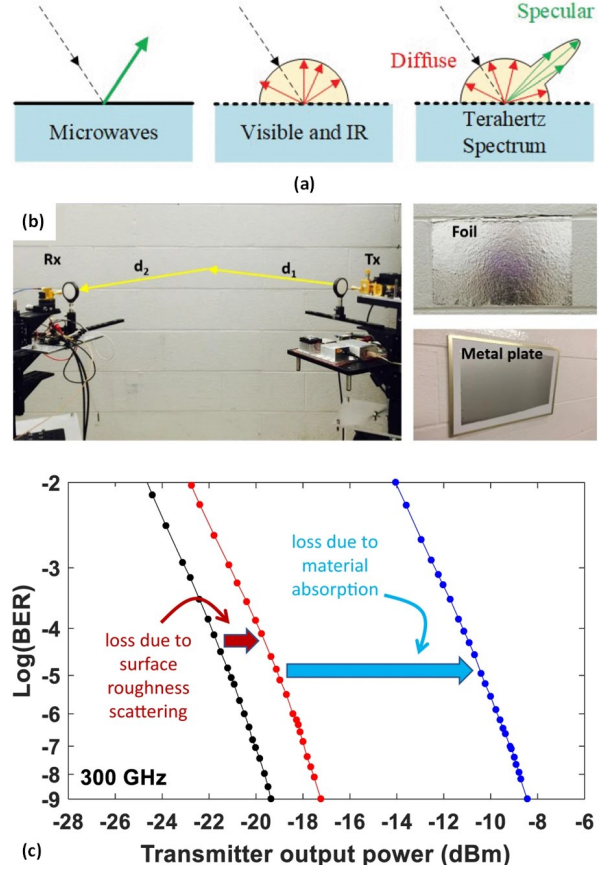 Specular
Diffuse
Microwaves
Visible and IR
Terahertz
Spectrum
(a)
(b)
Rx
d2
d1
Tx
Foil
Metal plate
-2
-3
-4
-5
-6
-7
-8
-9
Log(BER)
loss due to
material
absorption
loss due to
surface
roughness
scattering
300 GHz
-28 -26 -24 -22 -20 -18 -16 -14 -12 -10 -8 -6
(c)
Transmitter output power (dBm)